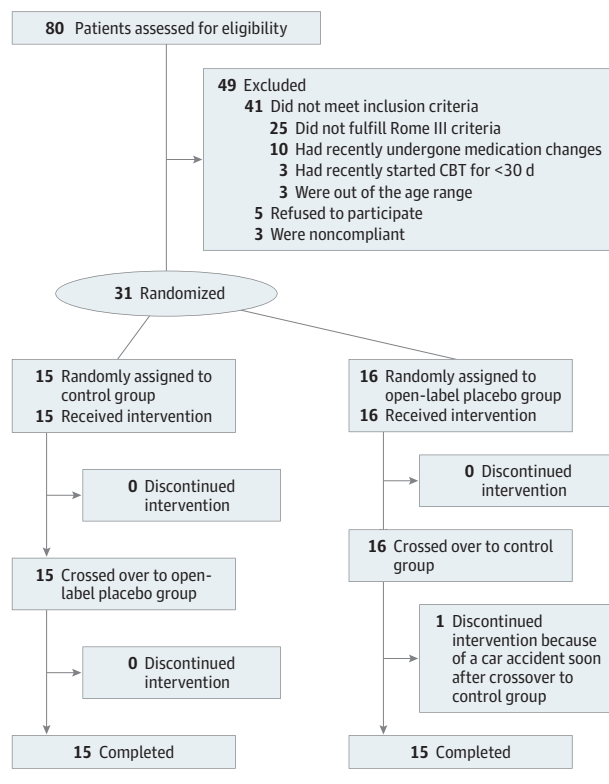 80 Patients assessed for eligibility
49 Excluded
41 Did not meet inclusion criteria
25 Did not fulfill Rome III criteria
10 Had recently undergone medication changes
3 Had recently started CBT for <30 d
3 Were out of the age range
5 Refused to participate
3 Were noncompliant
31 Randomized
15 Randomly assigned to
control group
15 Received intervention
16 Randomly assigned to
open-label placebo group
16 Received intervention
0 Discontinued
intervention
0 Discontinued
intervention
15 Crossed over to open-
label placebo group
16 Crossed over to control
group
0 Discontinued
intervention
1 Discontinued
intervention because
of a car accident soon
after crossover to
control group
15 Completed
15 Completed